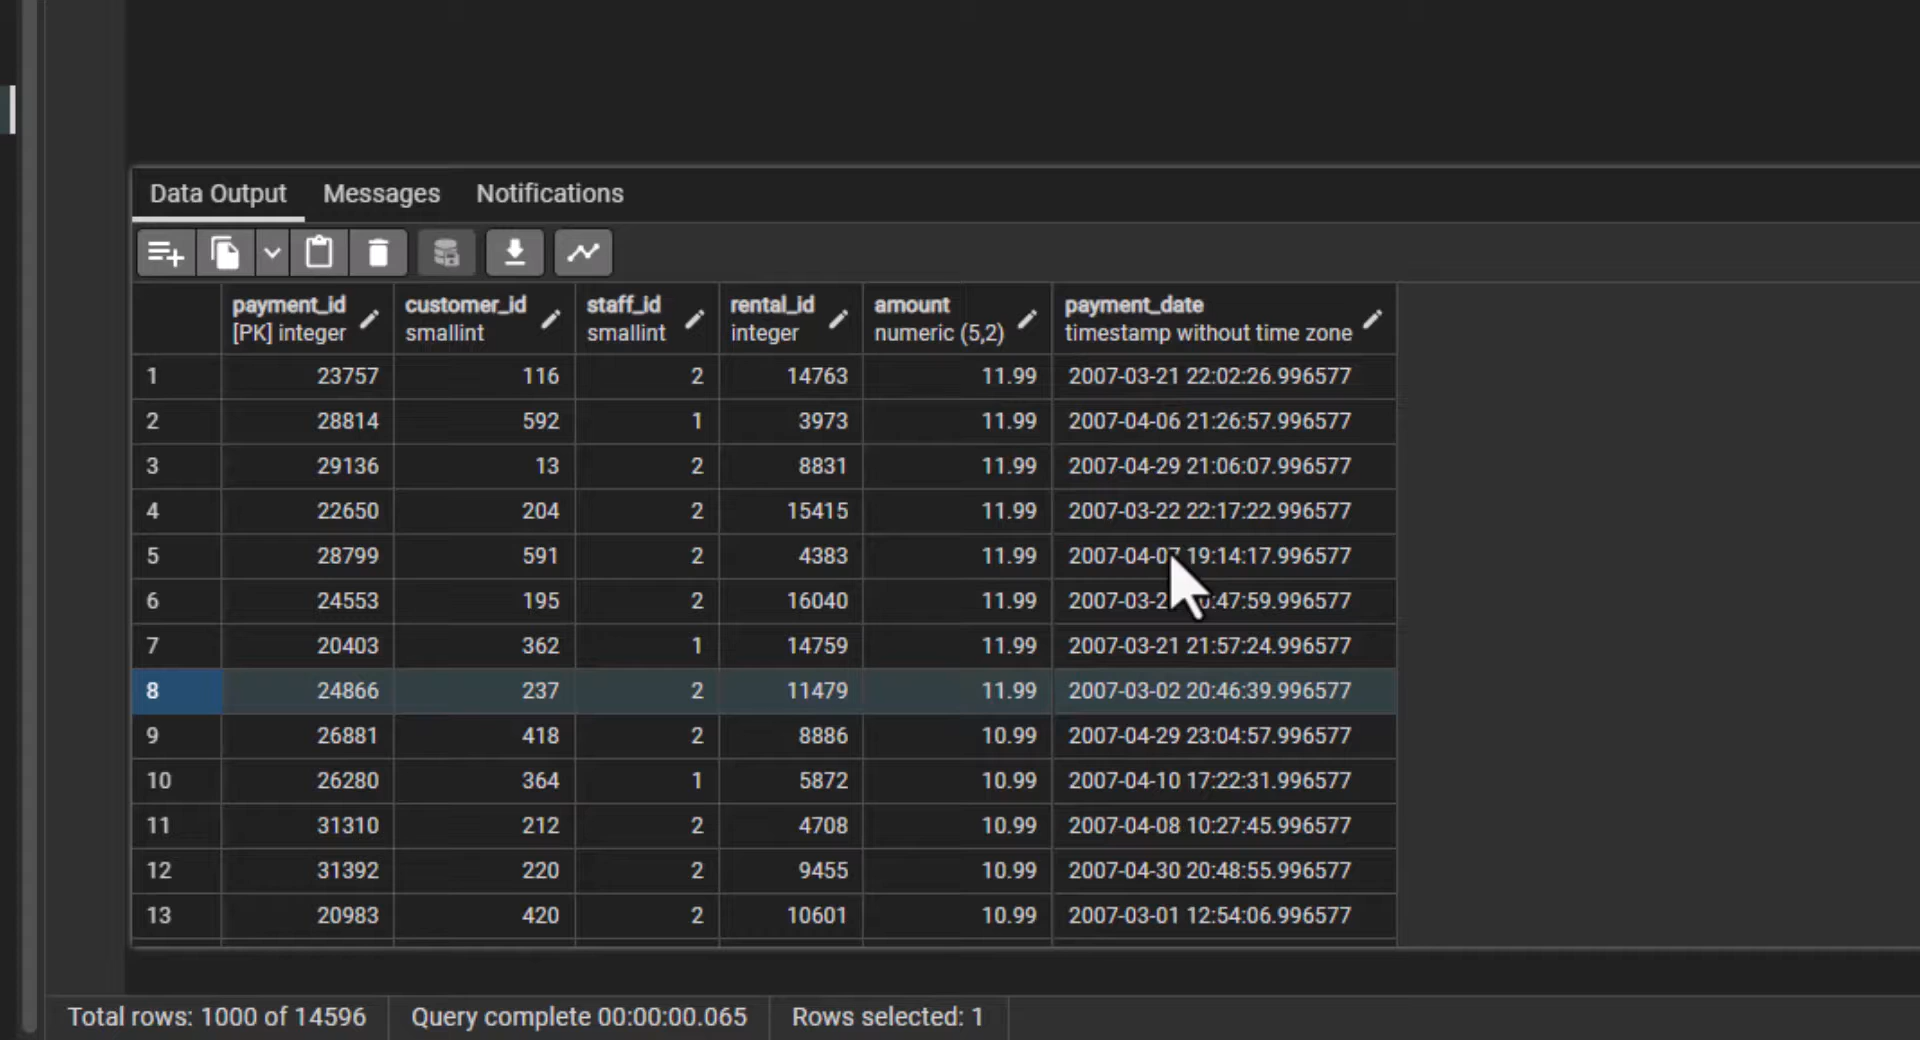 Data Output Messages Notifications
payment_id customer_id staff_id rental_id amount payment_date
[PK] integer smallint smallint integer numeric (5,2) timestamp without time zone
1 23757 116 2 14763 11.99 2007-03-21 22:02:26.996577
2 28814 592 1 3973 11.99 2007-04-06 21:26:57.996577
3 29136 13 2 8831 11.99 2007-04-29 21:06:07.996577
4 22650 204 2 15415 11.99 2007-03-22 22:17:22.996577
5 28799 591 2 4383 11.99 2007-04-07 19:14:17.996577
6 24553 195 2 16040 11.99
7 20403 362 1 14759 11.99 2007-03-21 21:57:24.996577
8 24866 237 2 11479 11.99 2007-03-02 20:46:39.996577
9 26881 418 2 8886 10.99 2007-04-29 23:04:57.996577
10 26280 364 1 5872 10.99 2007-04-10 17:22:31.996577
11 31310 212 2 4708 10.99 2007-04-08 10:27:45.996577
12 31392 220 2 9455 10.99 2007-04-30 20:48:55.996577
13 20983 420 2 10601 10.99 2007-03-01 12:54:06.996577
Total rows: 1000 of 14596 Query complete 00:00:00.065 Rows selected: 1